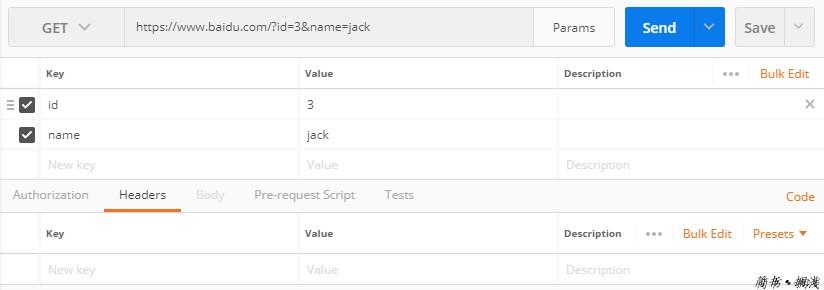 GET https://www.baidu.com/?id=3&name=jack Params Send Save
Key Value Description ••• Bulk Edit
id 3
name jack
New key Value Description
Authorization Headers Body Pre-request Script Tests Code
Key Value Description ••• Bulk Edit Presets
New key Value Description
简书•搁浅